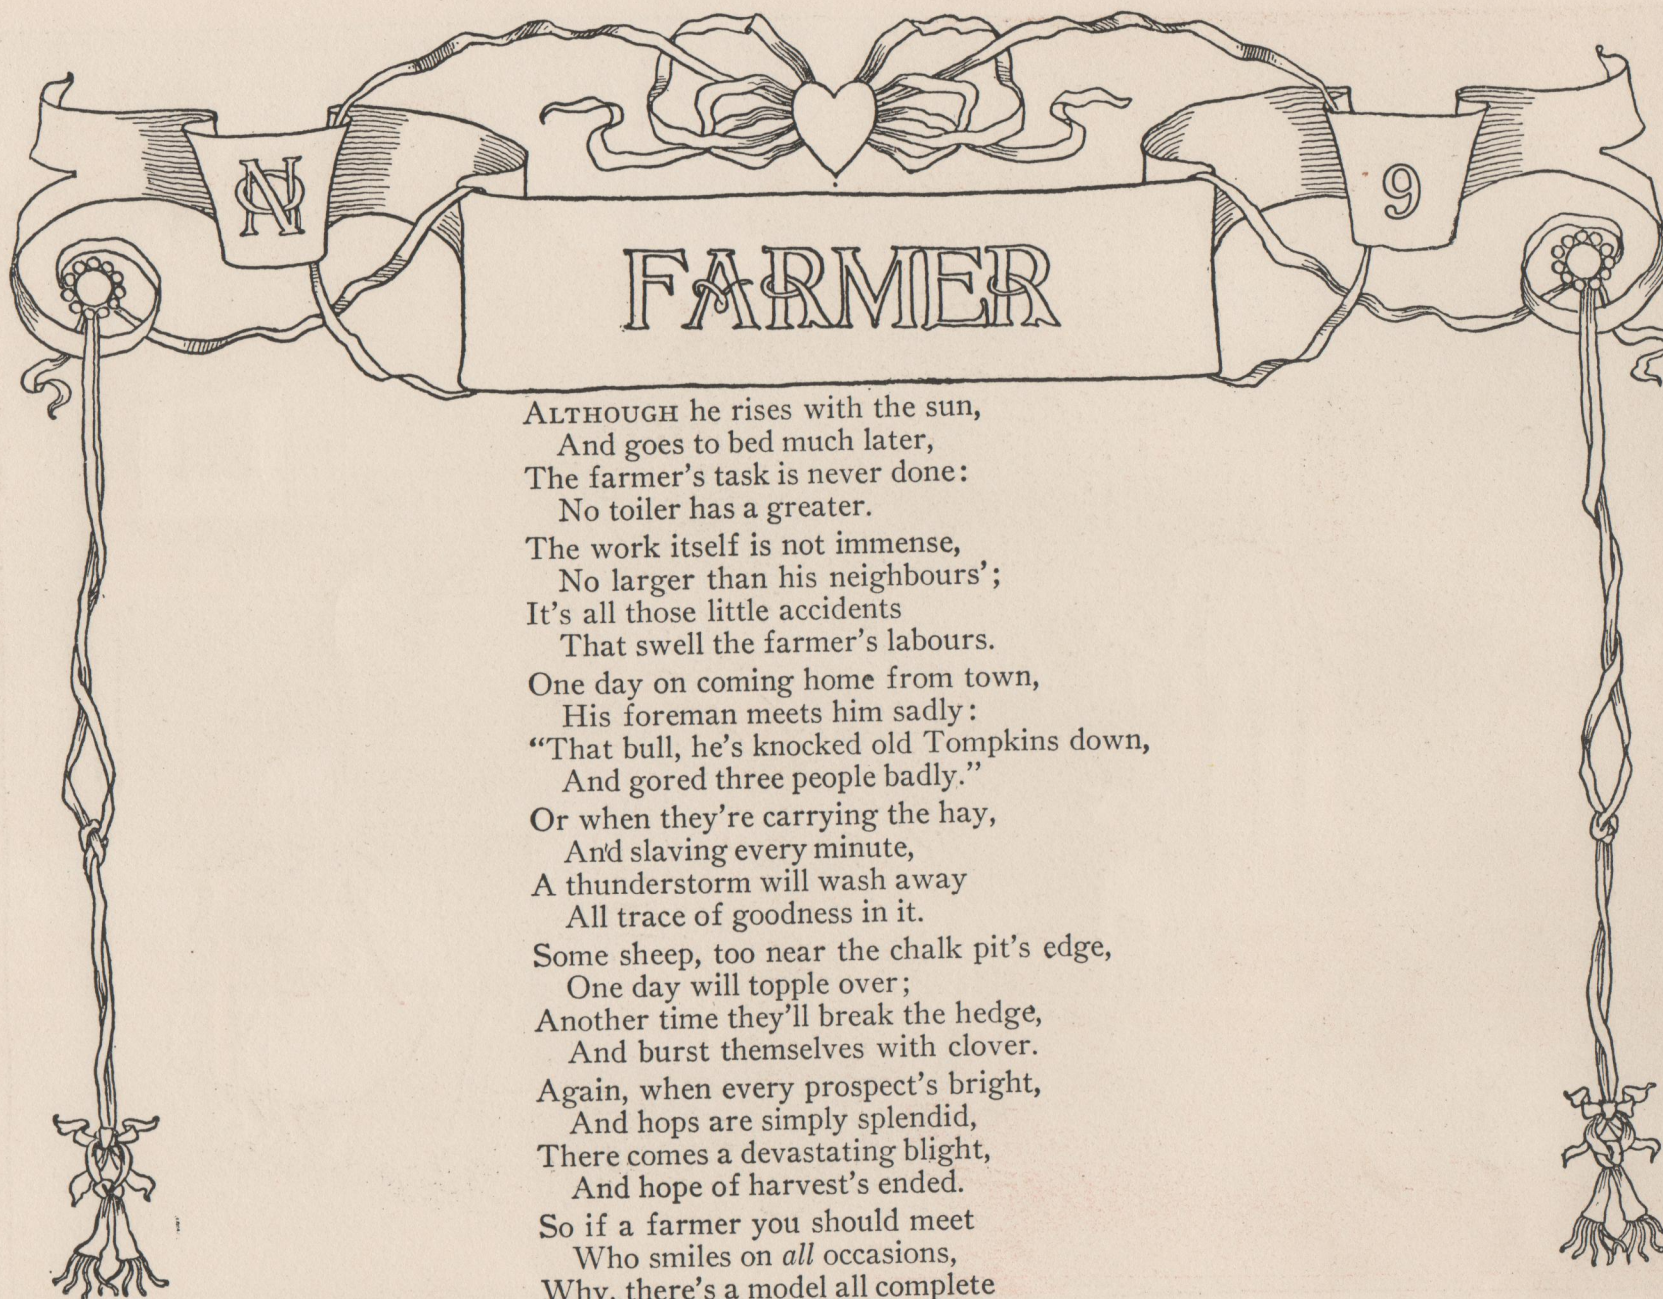 NO
9
FARMER
ALTHOUGH he rises with the sun,
And goes to bed much later,
The farmer's task is never done:
No toiler has a greater.
The work itself is not immense,
No larger than his neighbours';
It's all those little accidents
That swell the farmer's labours.
One day on coming home from town,
His foreman meets him sadly:
“That bull, he's knocked old Tompkins down,
And gored three people badly.”
Or when they're carrying the hay,
And slaving every minute,
A thunderstorm will wash away
All trace of goodness in it.
Some sheep, too near the chalk pit's edge,
One day will topple over;
Another time they'll break the hedge,
And burst themselves with clover.
Again, when every prospect's bright,
And hops are simply splendid,
There comes a devastating blight,
And hope of harvest's ended.
So if a farmer you should meet
Who smiles on all occasions,
Why, there's a model all complete